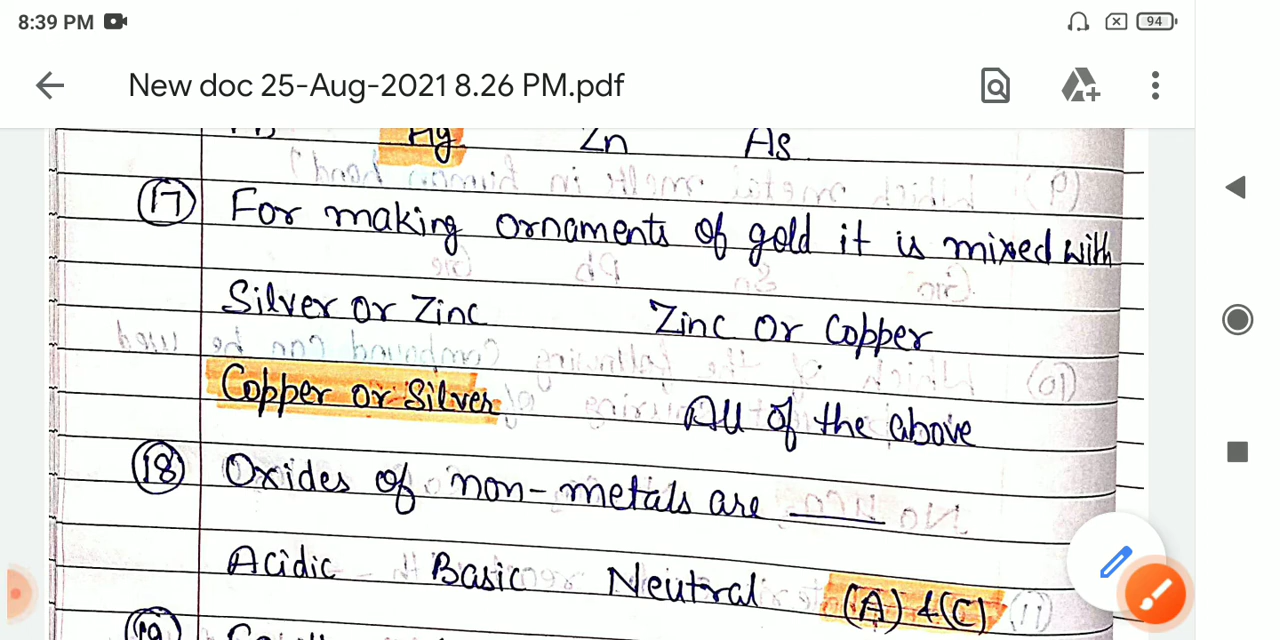 8:39 PM 94
New doc 25-Aug-2021 8.26 PM.pdf
Hg Zn As
17 For making ornaments of gold it is mixed with
Silver or Zinc Zinc or Copper
Copper or Silver All of the above
18 Oxides of non-metals are ____
Acidic Basic Neutral (A) & (C)
19